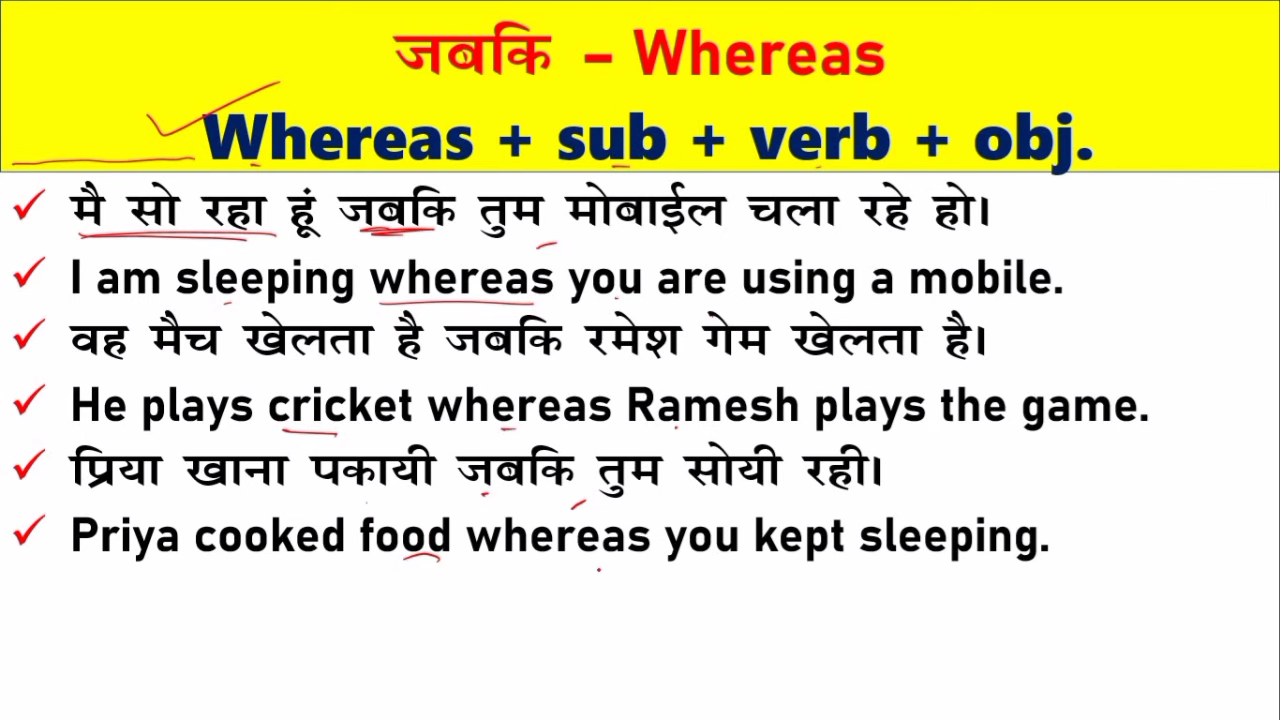 जबकि – Whereas
Whereas + sub + verb + obj.
मै सो रहा हूं जबकि तुम मोबाईल चला रहे हो।
I am sleeping whereas you are using a mobile.
वह मैच खेलता है जबकि रमेश गेम खेलता है।
He plays cricket whereas Ramesh plays the game.
प्रिया खाना पकायी जबकि तुम सोयी रही।
Priya cooked food whereas you kept sleeping.